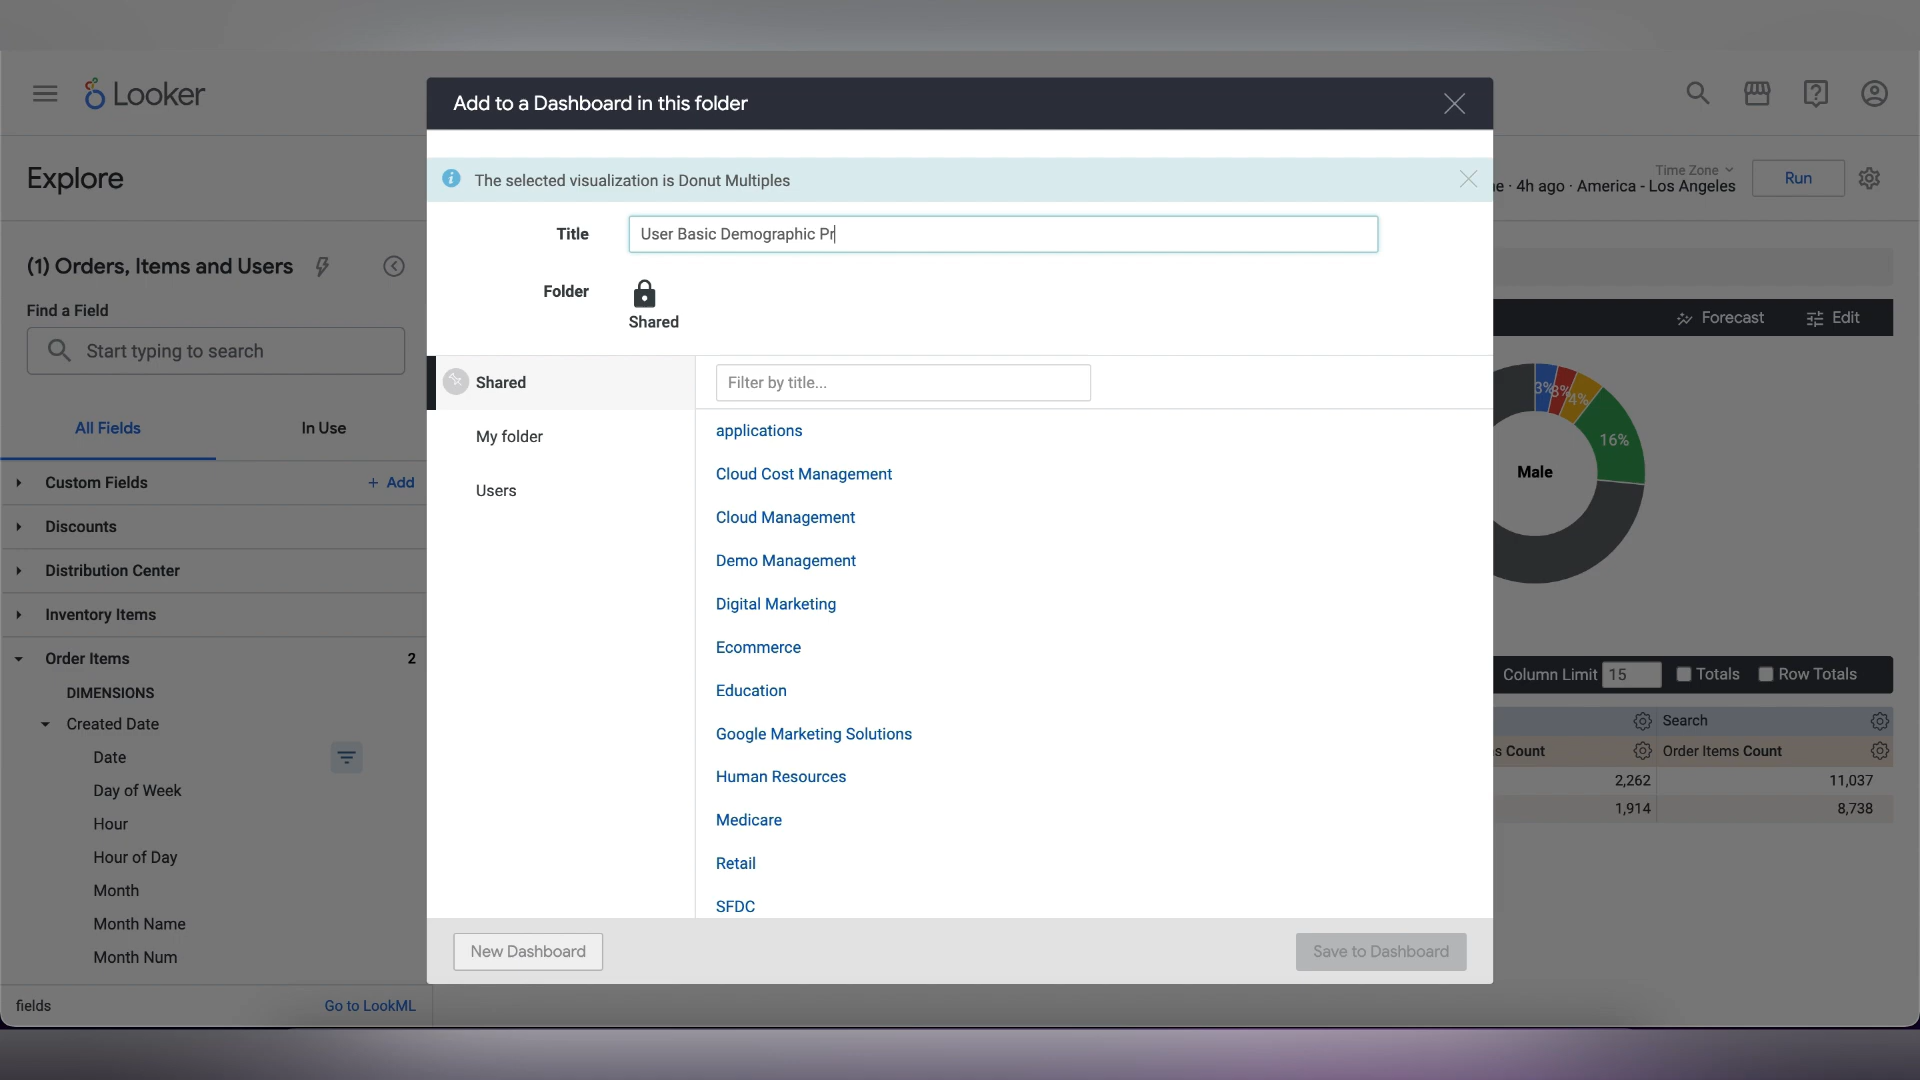 Looker
Add to a Dashboard in this folder
Explore
The selected visualization is Donut Multiples
Time Zone
· 4h ago · America - Los Angeles
Run
Title
User Basic Demographic Pr
Folder
Shared
(1) Orders, Items and Users
Find a Field
Start typing to search
Forecast
Edit
All Fields
In Use
Shared
Filter by title...
My folder
Users
applications
Cloud Cost Management
Cloud Management
Demo Management
Digital Marketing
Ecommerce
Education
Google Marketing Solutions
Human Resources
Medicare
Retail
SFDC
3%
3%
4%
16%
Male
Custom Fields
+ Add
Discounts
Distribution Center
Inventory Items
Order Items 2
DIMENSIONS
Created Date
Date
Day of Week
Hour
Hour of Day
Month
Month Name
Month Num
Column Limit 15 Totals Row Totals
Search
s Count Order Items Count
2,262 11,037
1,914 8,738
New Dashboard
Save to Dashboard
fields
Go to LookML